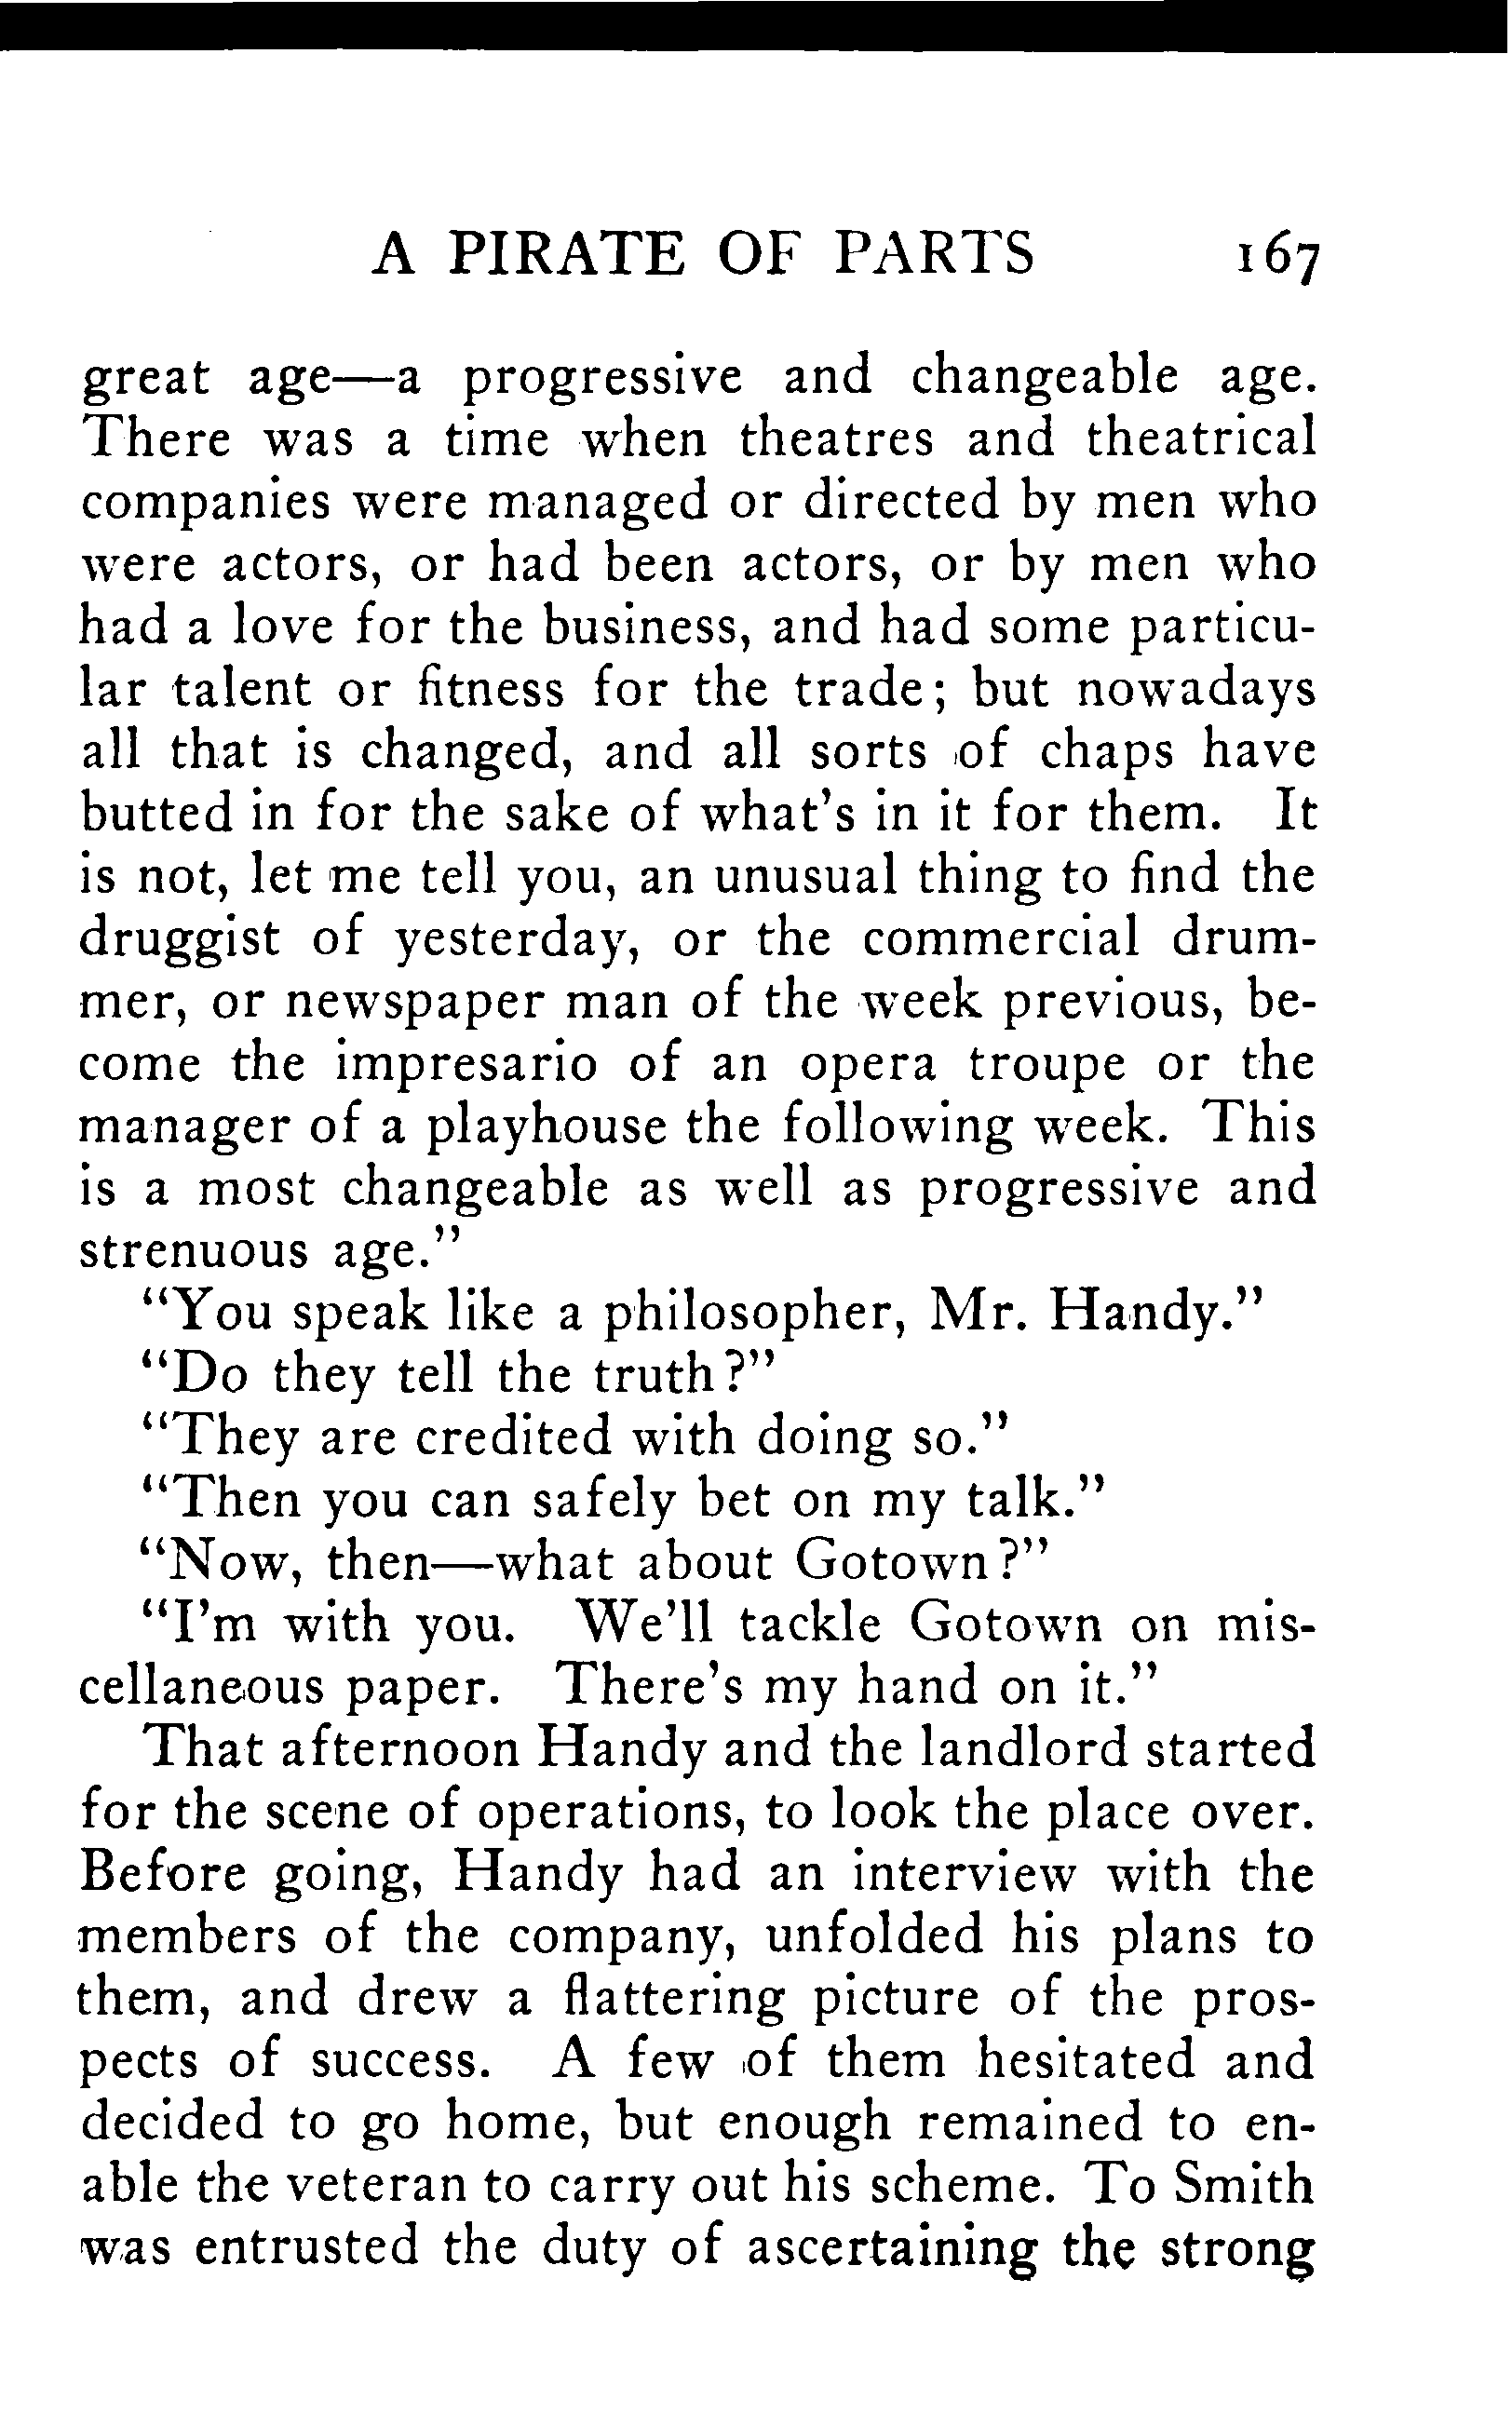 A PIRATE OF PARTS 167
great age—a progressive and changeable age.
There was a time when theatres and theatrical
companies were managed or directed by men who
were actors, or had been actors, or by men who
had a love for the business, and had some particu-
lar talent or fitness for the trade; but nowadays
all that is changed, and all sorts of chaps have
butted in for the sake of what's in it for them. It
is not, let me tell you, an unusual thing to find the
druggist of yesterday, or the commercial drum-
mer, or newspaper man of the week previous, be-
come the impresario of an opera troupe or the
manager of a playhouse the following week. This
is a most changeable as well as progressive and
strenuous age."
"You speak like a philosopher, Mr. Handy."
"Do they tell the truth?"
"They are credited with doing so."
"Then you can safely bet on my talk."
"Now, then—what about Gotown?"
"I'm with you. We'll tackle Gotown on mis-
cellaneous paper. There's my hand on it."
That afternoon Handy and the landlord started
for the scene of operations, to look the place over.
Before going, Handy had an interview with the
members of the company, unfolded his plans to
them, and drew a flattering picture of the pros-
pects of success. A few of them hesitated and
decided to go home, but enough remained to en-
able the veteran to carry out his scheme. To Smith
was entrusted the duty of ascertaining the strong